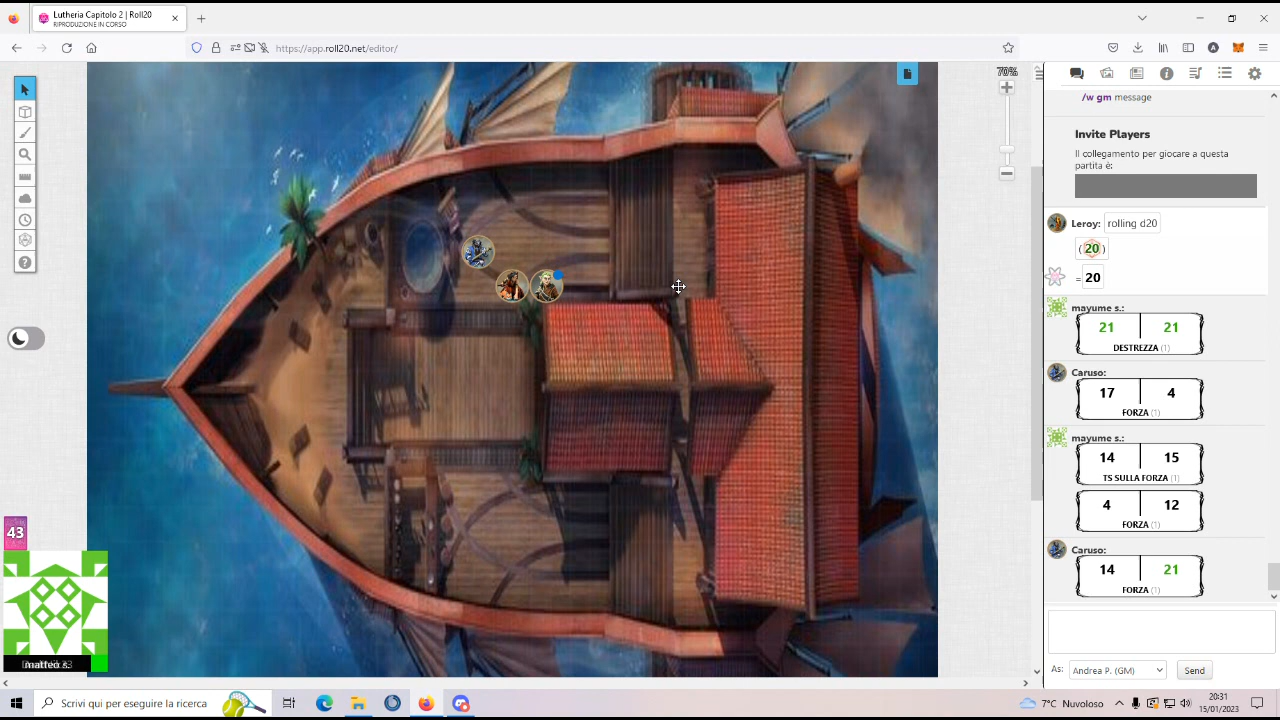 Lutheria Capitolo 2 | Roll20
RIPRODUZIONE IN CORSO
https://app.roll20.net/editor/
70%
/w gm message
Invite Players
Il collegamento per giocare a questa
partita è:
Leroy: rolling d20
(20)
= 20
mayume s.:
21 21
DESTREZZA (1)
Caruso:
17 4
FORZA (1)
mayume s.:
14 15
TS SULLA FORZA (1)
4 12
FORZA (1)
Caruso:
14 21
FORZA (1)
As: Andrea P. (GM) Send
43
matteo s.
Scrivi qui per eseguire la ricerca
7°C Nuvoloso
20:31
15/01/2023